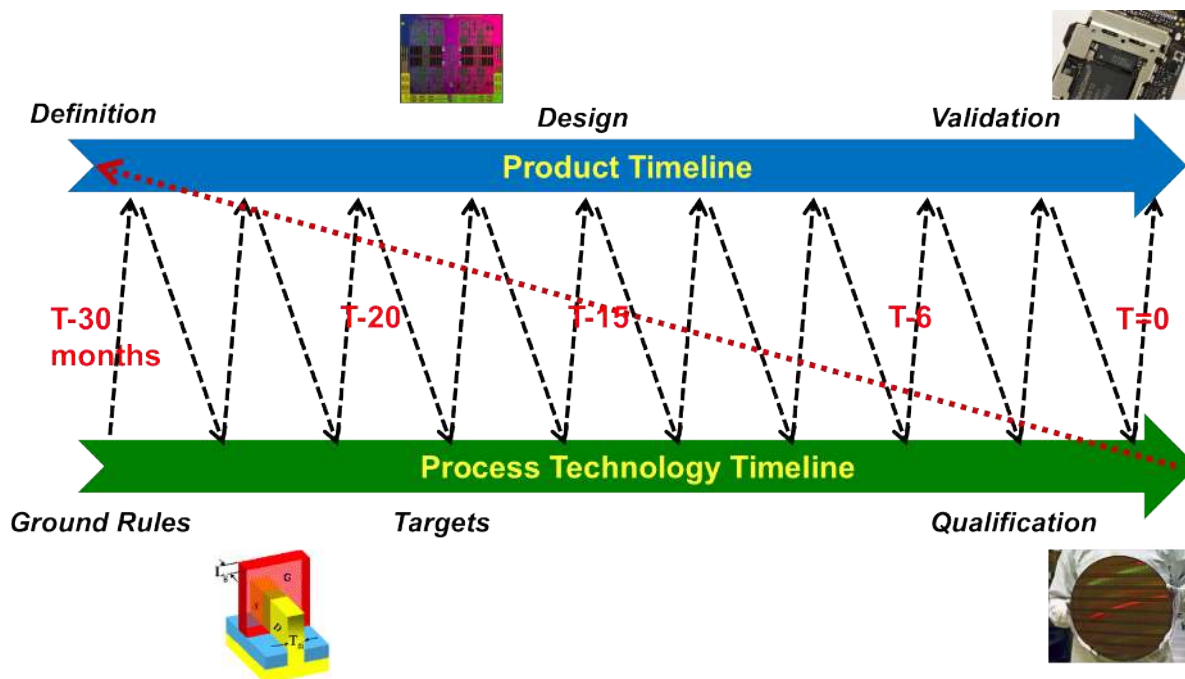 Definition
Design
Validation
Product Timeline
T-30
months
T-20
T-15
T-6
T=0
Process Technology Timeline
Ground Rules
Targets
Qualification
G
D